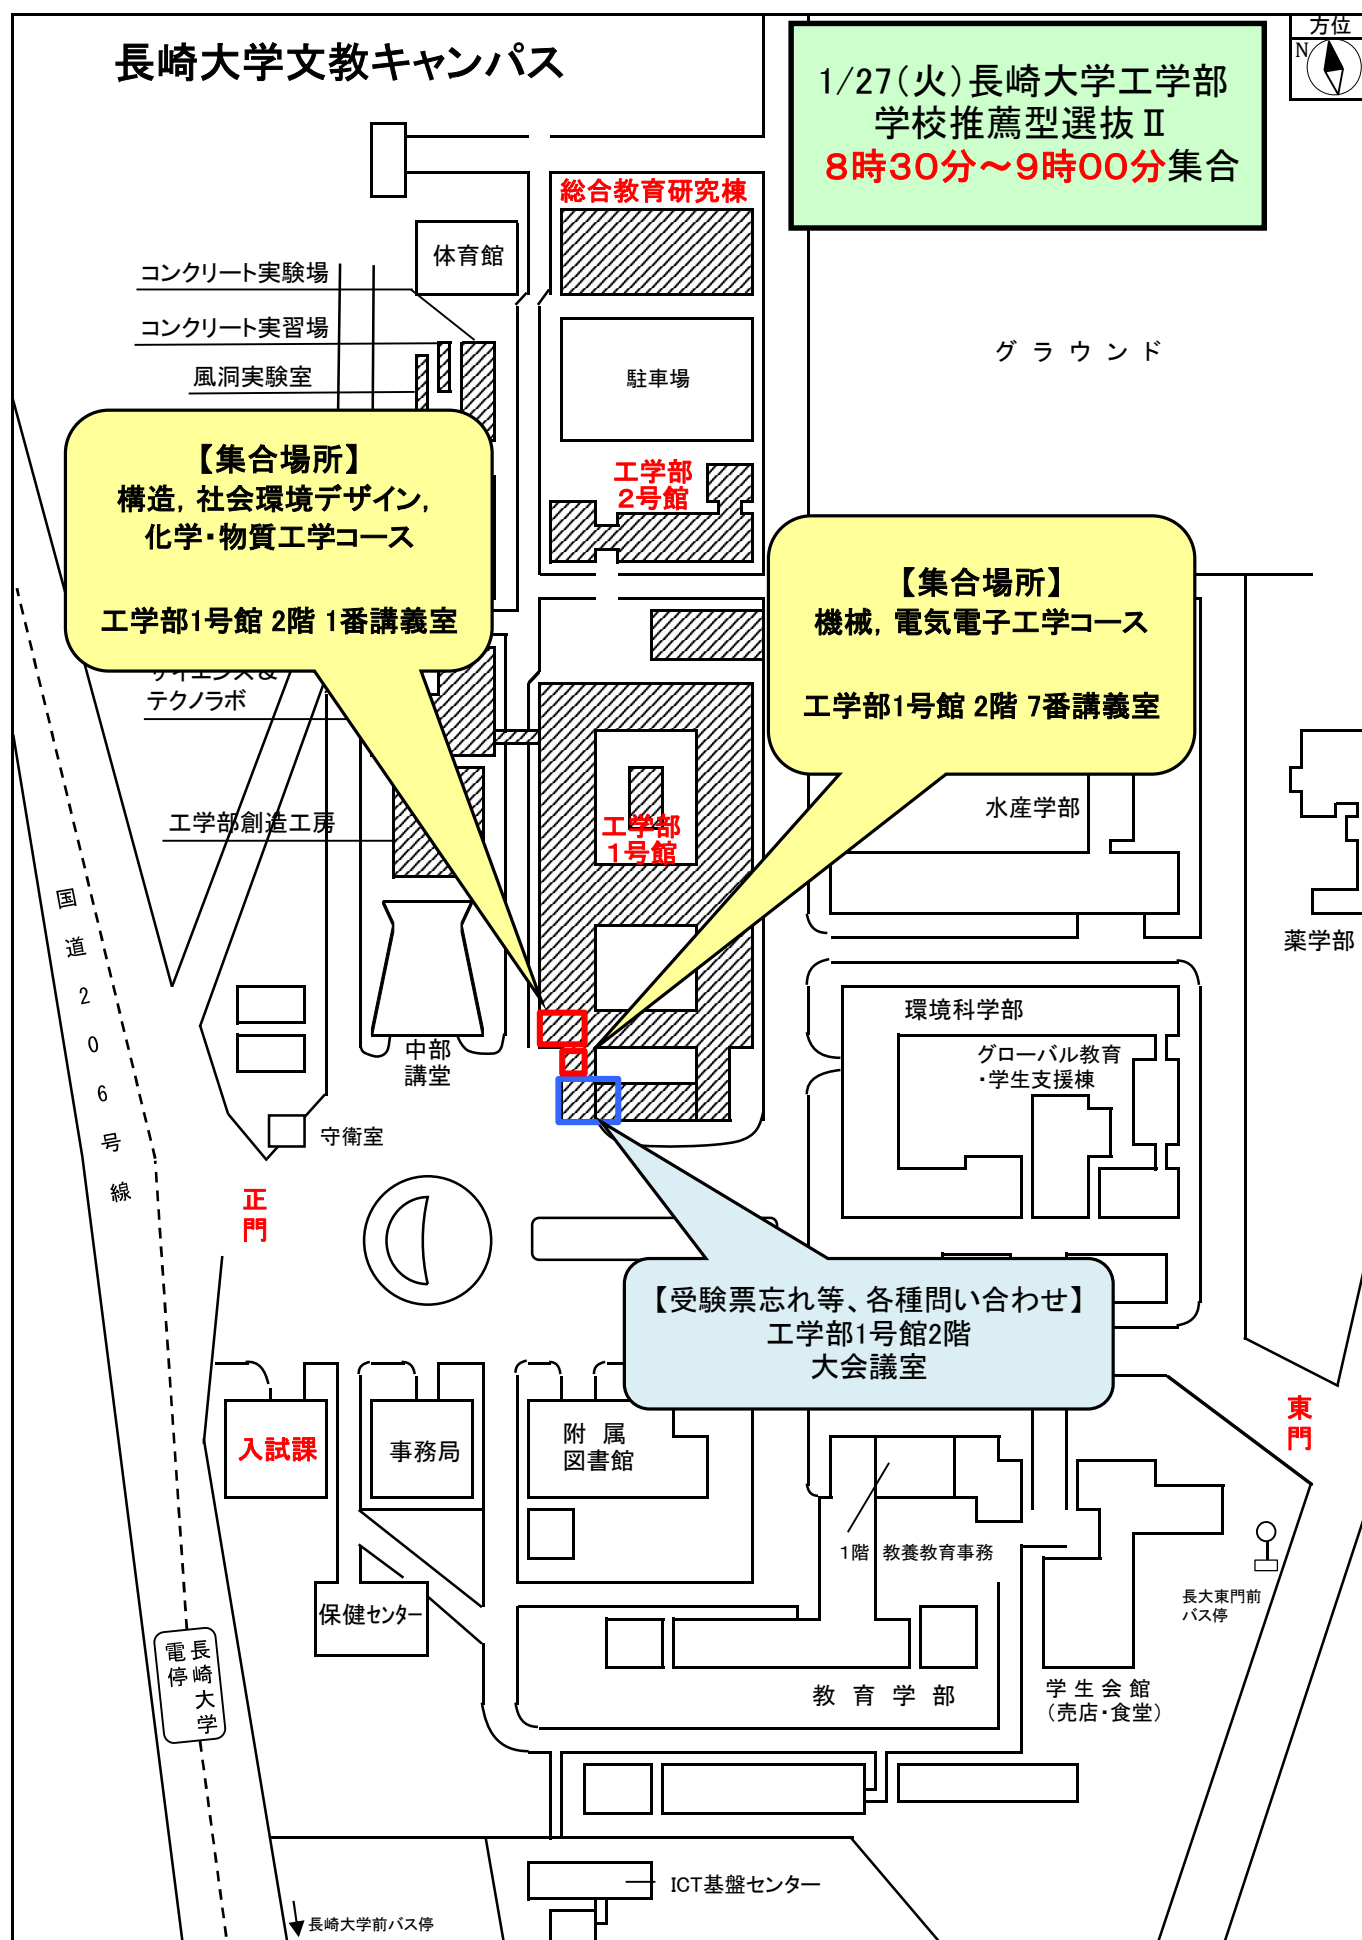 長崎大学文教キャンパス
方位
N
1/27(火)長崎大学工学部
学校推薦型選抜Ⅱ
8時30分～9時00分集合
総合教育研究棟
体育館
コンクリート実験場
コンクリート実習場
風洞実験室
駐車場
グラウンド
【集合場所】
構造，社会環境デザイン，
化学・物質工学コース
工学部1号館 2階 1番講義室
工学部
2号館
【集合場所】
機械，電気電子工学コース
工学部1号館 2階 7番講義室
サイエンス＆
テクノラボ
工学部創造工房
工学部
1号館
水産学部
薬学部
国道206号線
環境科学部
グローバル教育
・学生支援棟
中部
講堂
守衛室
正門
【受験票忘れ等、各種問い合わせ】
工学部1号館2階
大会議室
入試課
事務局
附属
図書館
東門
1階 教養教育事務
長大東門前
バス停
保健センター
長崎大学
電停
教育学部
学生会館
（売店・食堂）
ICT基盤センター
長崎大学前バス停